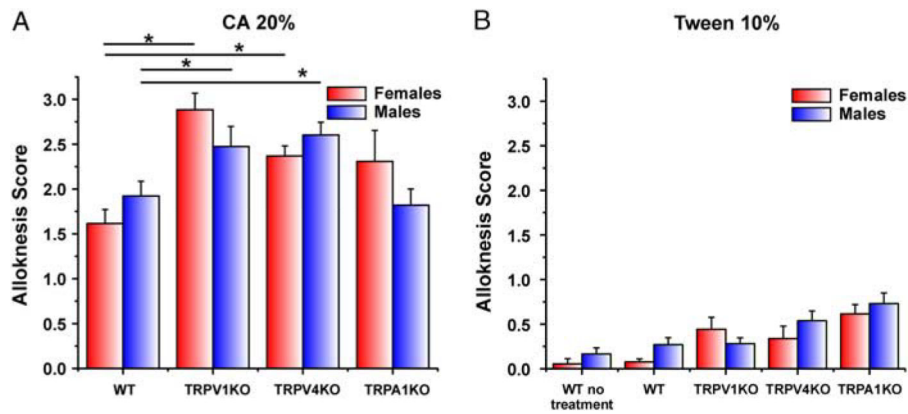 A
CA 20%
*
*
*
*
Females
Males
Alloknesis Score
3.0
2.5
2.0
1.5
1.0
0.5
0.0
WT
TRPV1KO
TRPV4KO
TRPA1KO
B
Tween 10%
Females
Males
Alloknesis Score
3.0
2.5
2.0
1.5
1.0
0.5
0.0
WT no
treatment
WT
TRPV1KO
TRPV4KO
TRPA1KO